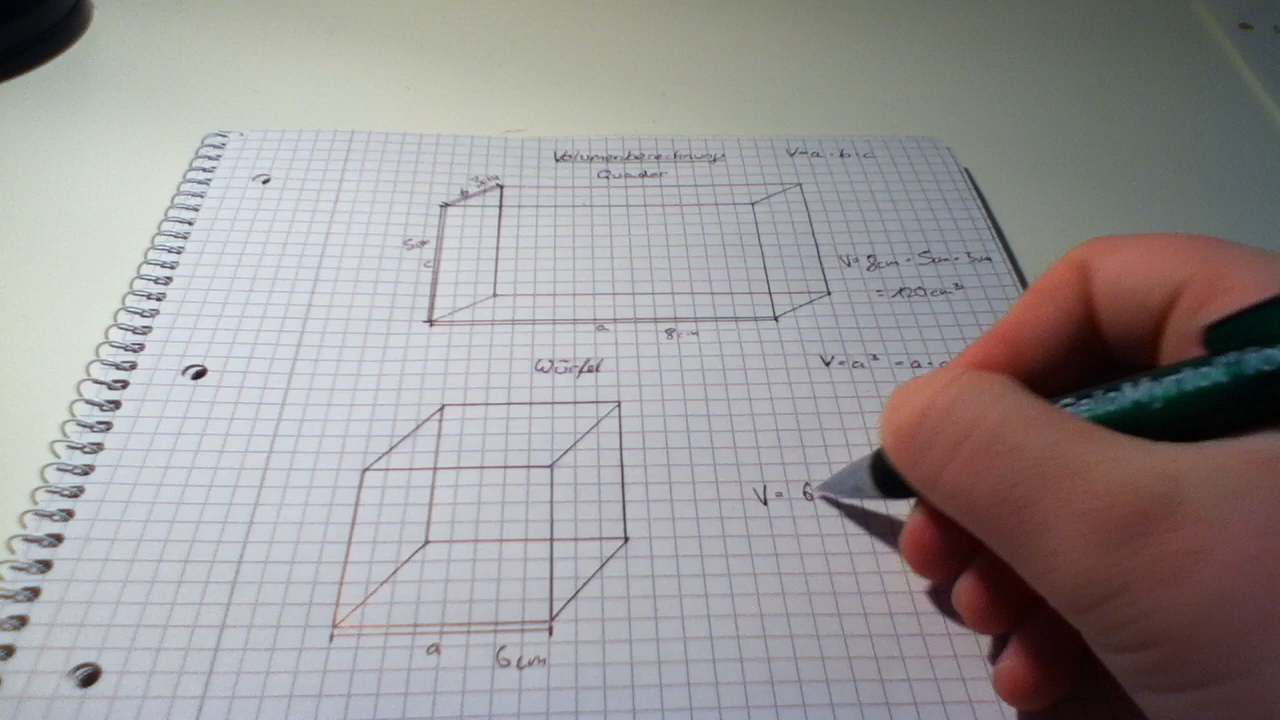 Volumenberechnung
V=a·b·c
Quader
b 3cm
5cm
c
V= 8cm · 5cm · 3cm
= 120cm³
a
8cm
Würfel
V= a³ = a·a
V= 6
a
6cm